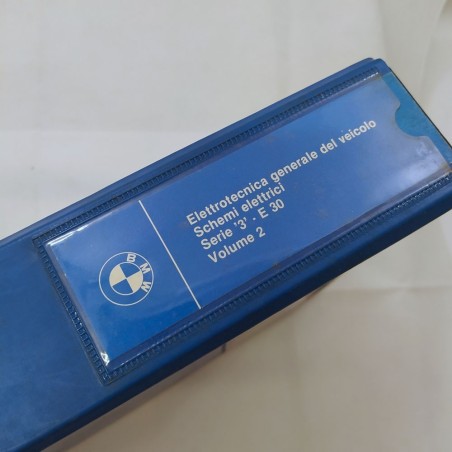 Elettrotecnica generale del veicolo
Schemi elettrici
Serie '3' - E 30
Volume 2
BMW